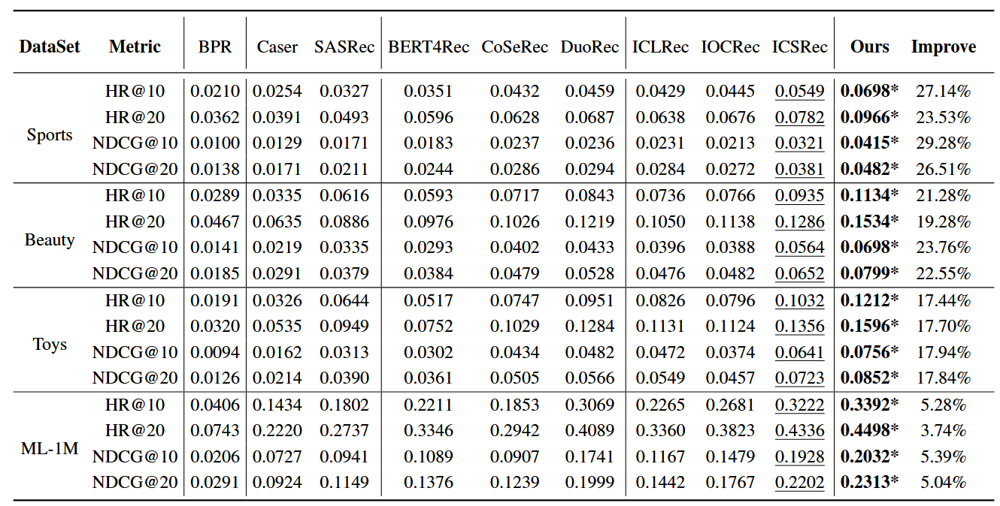 DataSet Metric BPR Caser SASRec BERT4Rec CoSeRec DuoRec ICLRec IOCRec ICSRec Ours Improve
HR@10 0.0210 0.0254 0.0327 0.0351 0.0432 0.0459 0.0429 0.0445 0.0549 0.0698* 27.14%
HR@20 0.0362 0.0391 0.0493 0.0596 0.0628 0.0687 0.0638 0.0676 0.0782 0.0966* 23.53%
Sports
NDCG@10 0.0100 0.0129 0.0171 0.0183 0.0237 0.0236 0.0231 0.0213 0.0321 0.0415* 29.28%
NDCG@20 0.0138 0.0171 0.0211 0.0244 0.0286 0.0294 0.0284 0.0272 0.0381 0.0482* 26.51%
HR@10 0.0289 0.0335 0.0616 0.0593 0.0717 0.0843 0.0736 0.0766 0.0935 0.1134* 21.28%
HR@20 0.0467 0.0635 0.0886 0.0976 0.1026 0.1219 0.1050 0.1138 0.1286 0.1534* 19.28%
Beauty
NDCG@10 0.0141 0.0219 0.0335 0.0293 0.0402 0.0433 0.0396 0.0388 0.0564 0.0698* 23.76%
NDCG@20 0.0185 0.0291 0.0379 0.0384 0.0479 0.0528 0.0476 0.0482 0.0652 0.0799* 22.55%
HR@10 0.0191 0.0326 0.0644 0.0517 0.0747 0.0951 0.0826 0.0796 0.1032 0.1212* 17.44%
HR@20 0.0320 0.0535 0.0949 0.0752 0.1029 0.1284 0.1131 0.1124 0.1356 0.1596* 17.70%
Toys
NDCG@10 0.0094 0.0162 0.0313 0.0302 0.0434 0.0482 0.0472 0.0374 0.0641 0.0756* 17.94%
NDCG@20 0.0126 0.0214 0.0390 0.0361 0.0505 0.0566 0.0549 0.0457 0.0723 0.0852* 17.84%
HR@10 0.0406 0.1434 0.1802 0.2211 0.1853 0.3069 0.2265 0.2681 0.3222 0.3392* 5.28%
HR@20 0.0743 0.2220 0.2737 0.3346 0.2942 0.4089 0.3360 0.3823 0.4336 0.4498* 3.74%
ML-1M
NDCG@10 0.0206 0.0727 0.0941 0.1089 0.0907 0.1741 0.1167 0.1479 0.1928 0.2032* 5.39%
NDCG@20 0.0291 0.0924 0.1149 0.1376 0.1239 0.1999 0.1442 0.1767 0.2202 0.2313* 5.04%